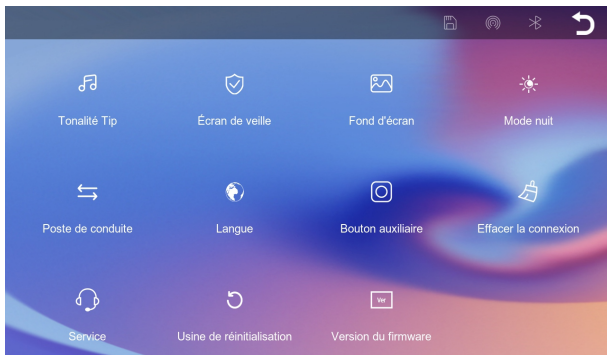 Tonalité Tip
Écran de veille
Fond d'écran
Mode nuit
Poste de conduite
Langue
Bouton auxiliaire
Effacer la connexion
Ver
Service
Usine de réinitialisation
Version du firmware